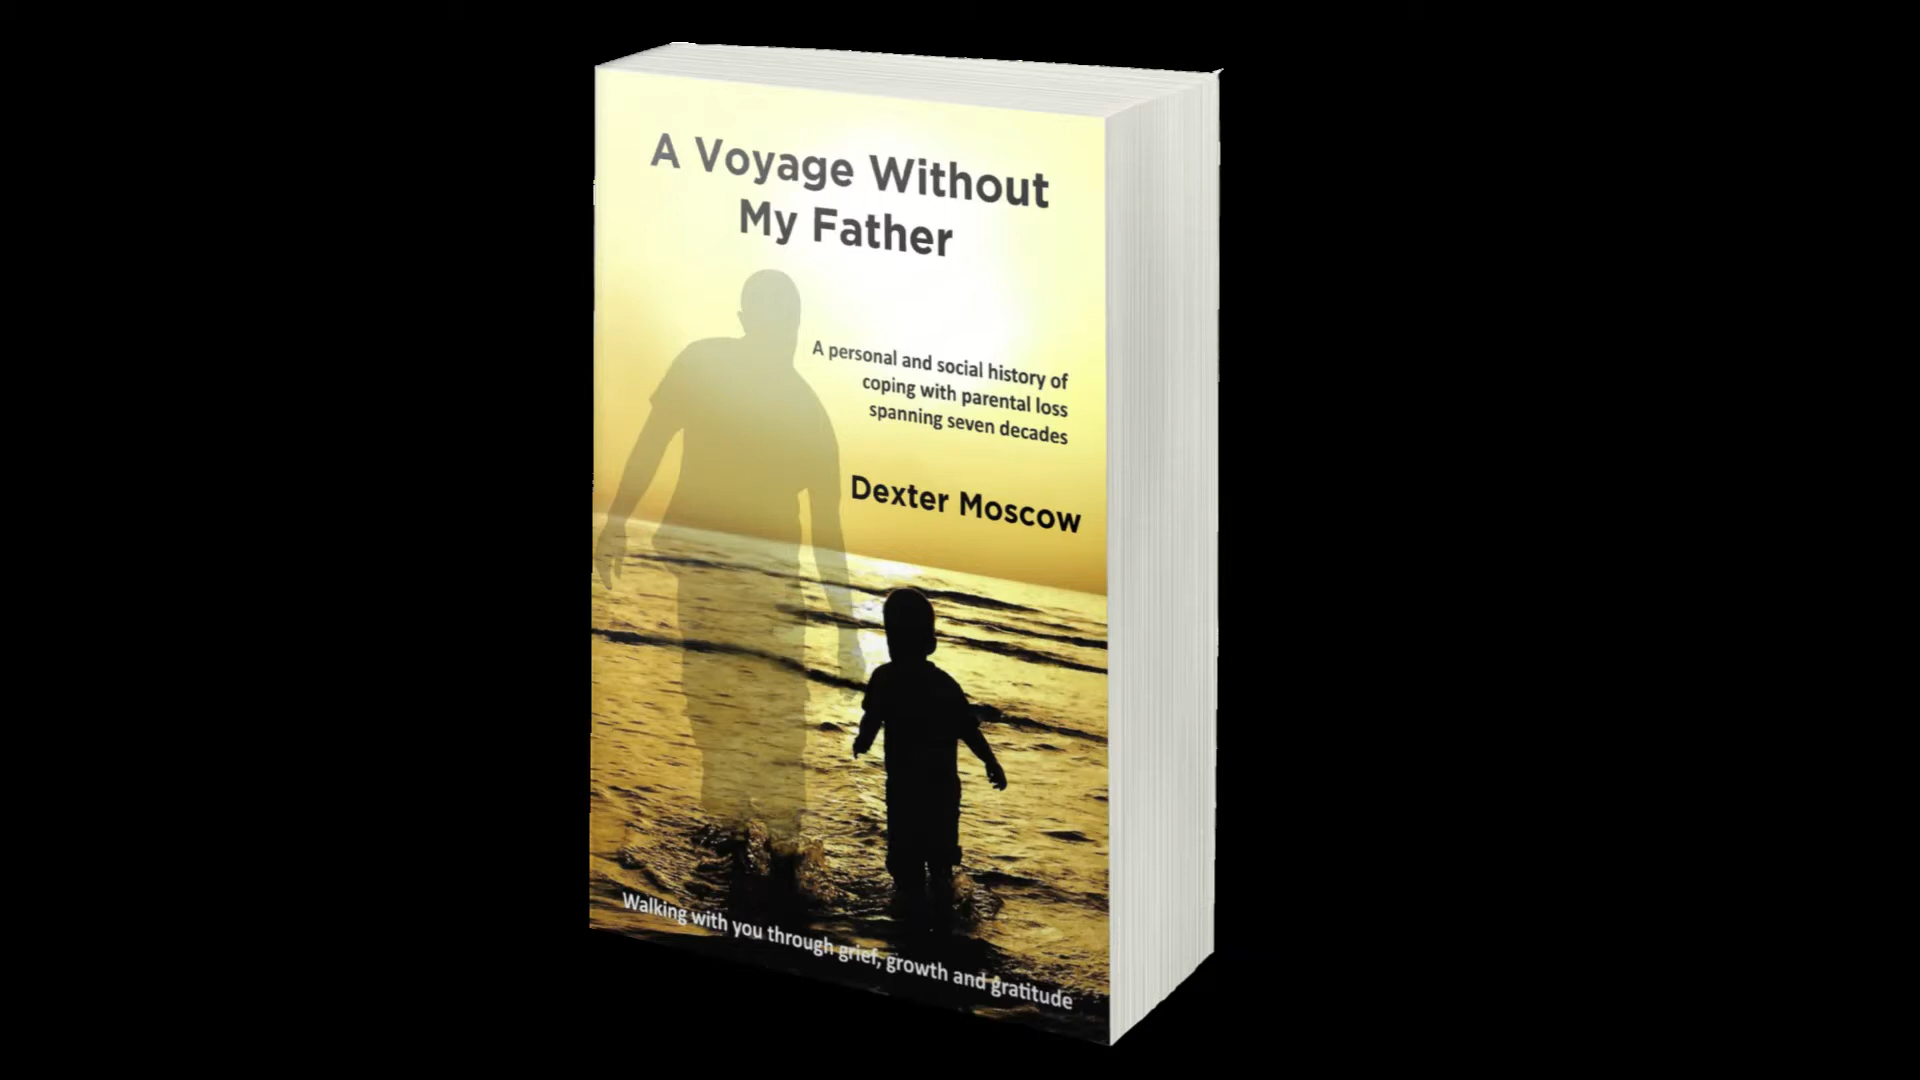 A Voyage Without
My Father
A personal and social history of
coping with parental loss
spanning seven decades
Dexter Moscow
Walking with you through grief, growth and gratitude